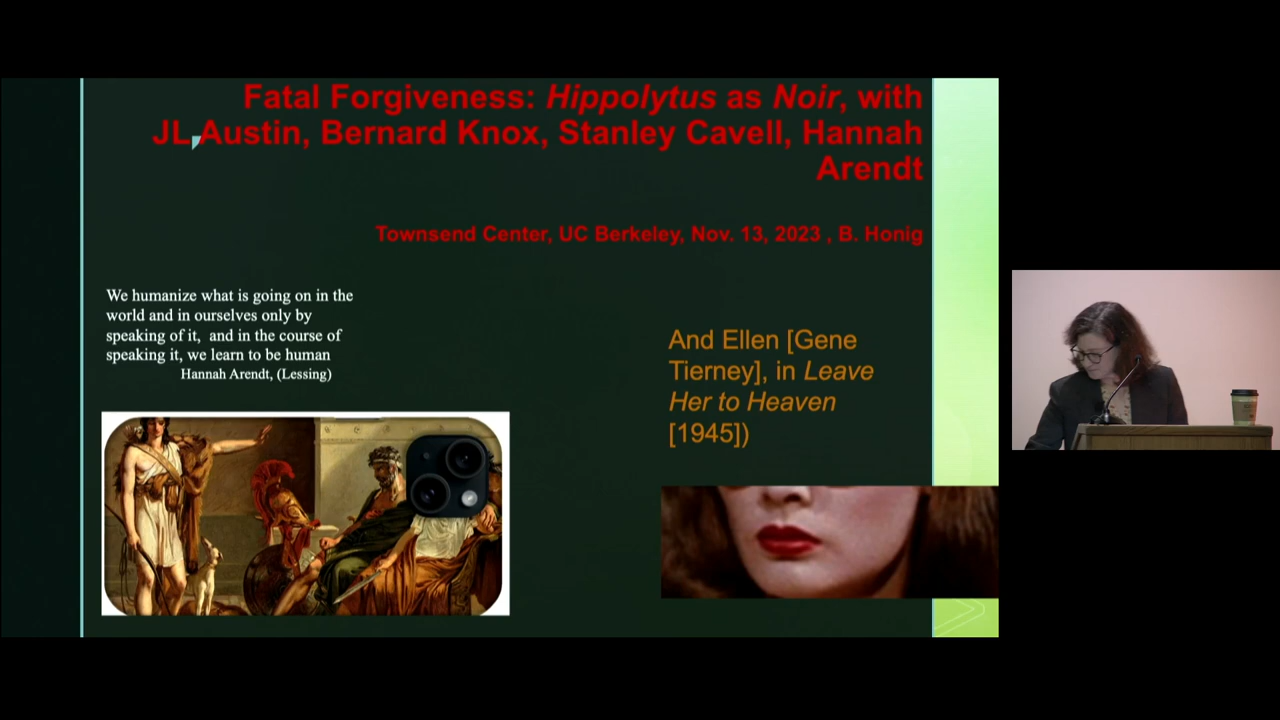 Fatal Forgiveness: Hippolytus as Noir, with
JL Austin, Bernard Knox, Stanley Cavell, Hannah
Arendt
Townsend Center, UC Berkeley, Nov. 13, 2023 , B. Honig
We humanize what is going on in the
world and in ourselves only by
speaking of it, and in the course of
speaking it, we learn to be human
Hannah Arendt, (Lessing)
And Ellen [Gene
Tierney], in Leave
Her to Heaven
[1945])